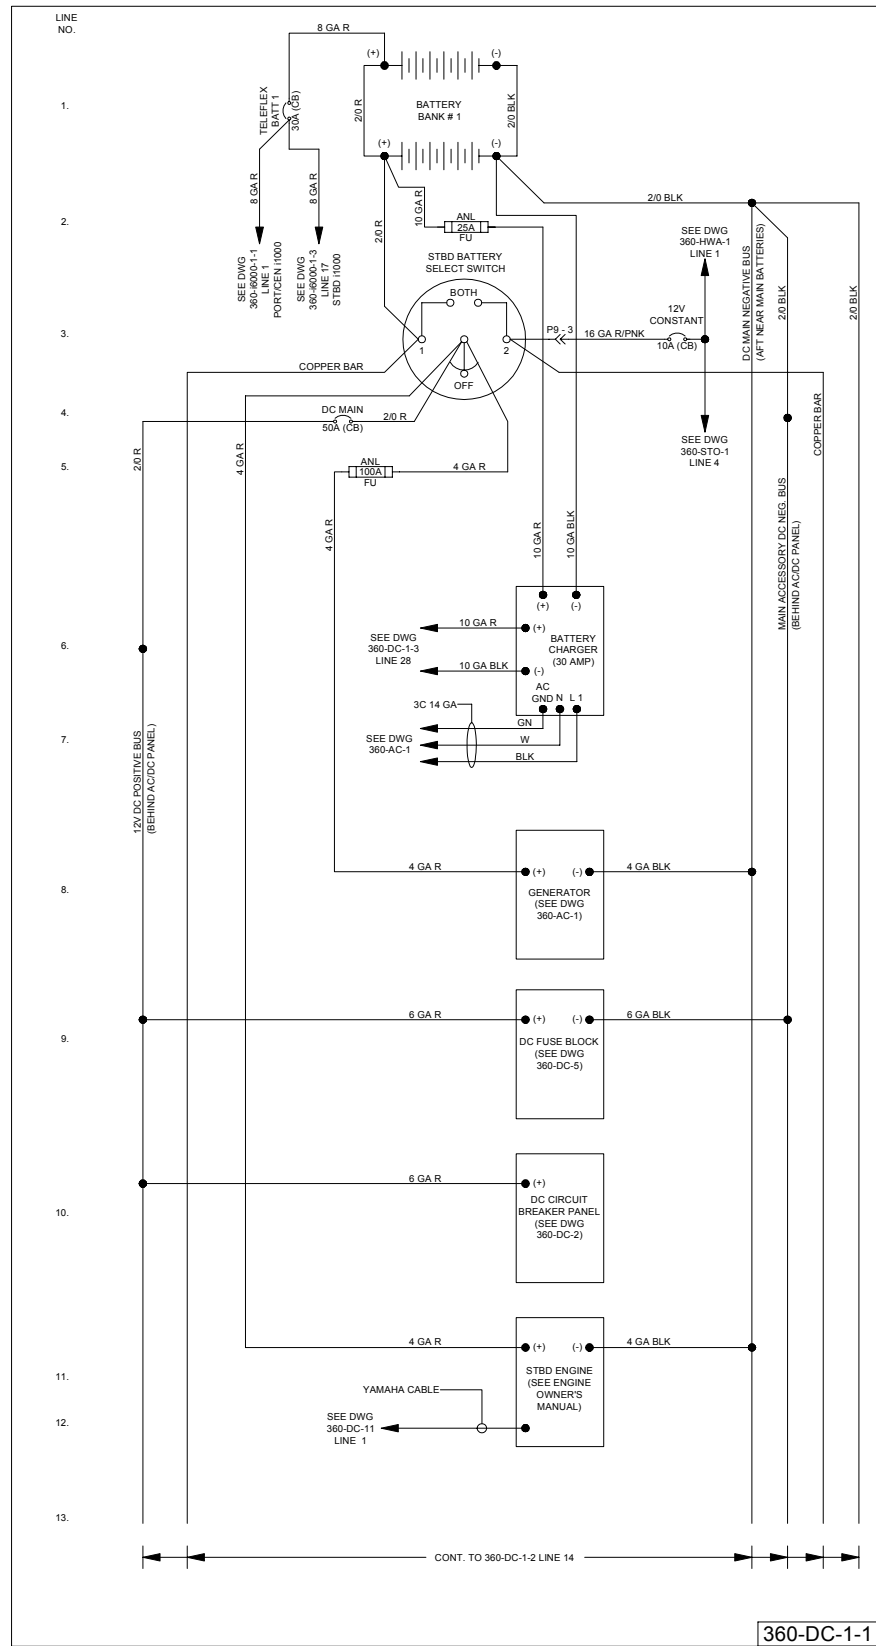 LINE
NO.
8 GA R
(+)
(-)
1.
TELEFLEX
BATT 1
30A (CB)
2/0 R
BATTERY
BANK # 1
2/0 BLK
(+)
(-)
8 GA R
8 GA R
10 GA R
2/0 BLK
2.
ANL
25A
FU
2/0 R
SEE DWG
360-i6000-1-1
LINE 1
PORT/CEN i1000
SEE DWG
360-i6000-1-3
LINE 17
STBD i1000
STBD BATTERY
SELECT SWITCH
SEE DWG
360-HWA-1
LINE 1
DC MAIN NEGATIVE BUS
(AFT NEAR MAIN BATTERIES)
2/0 BLK
2/0 BLK
BOTH
12V
CONSTANT
3.
1
2
P9 - 3
16 GA R/PNK
10A (CB)
COPPER BAR
OFF
4.
DC MAIN
50A (CB)
2/0 R
SEE DWG
360-STO-1
LINE 4
COPPER BAR
2/0 R
4 GA R
5.
ANL
100A
FU
4 GA R
4 GA R
10 GA R
10 GA BLK
MAIN ACCESSORY DC NEG. BUS
(BEHIND AC/DC PANEL)
(+)
(-)
6.
SEE DWG
360-DC-1-3
LINE 28
10 GA R
(+)
BATTERY
CHARGER
(30 AMP)
10 GA BLK
(-)
AC
GND N L 1
3C 14 GA
7.
SEE DWG
360-AC-1
GN
W
BLK
12V DC POSITIVE BUS
(BEHIND AC/DC PANEL)
8.
4 GA R
(+)
(-)
4 GA BLK
GENERATOR
(SEE DWG
360-AC-1)
9.
6 GA R
(+)
(-)
6 GA BLK
DC FUSE BLOCK
(SEE DWG
360-DC-5)
10.
6 GA R
(+)
DC CIRCUIT
BREAKER PANEL
(SEE DWG
360-DC-2)
4 GA R
(+)
(-)
4 GA BLK
11.
STBD ENGINE
(SEE ENGINE
OWNER'S
MANUAL)
YAMAHA CABLE
12.
SEE DWG
360-DC-11
LINE 1
13.
CONT. TO 360-DC-1-2 LINE 14
360-DC-1-1